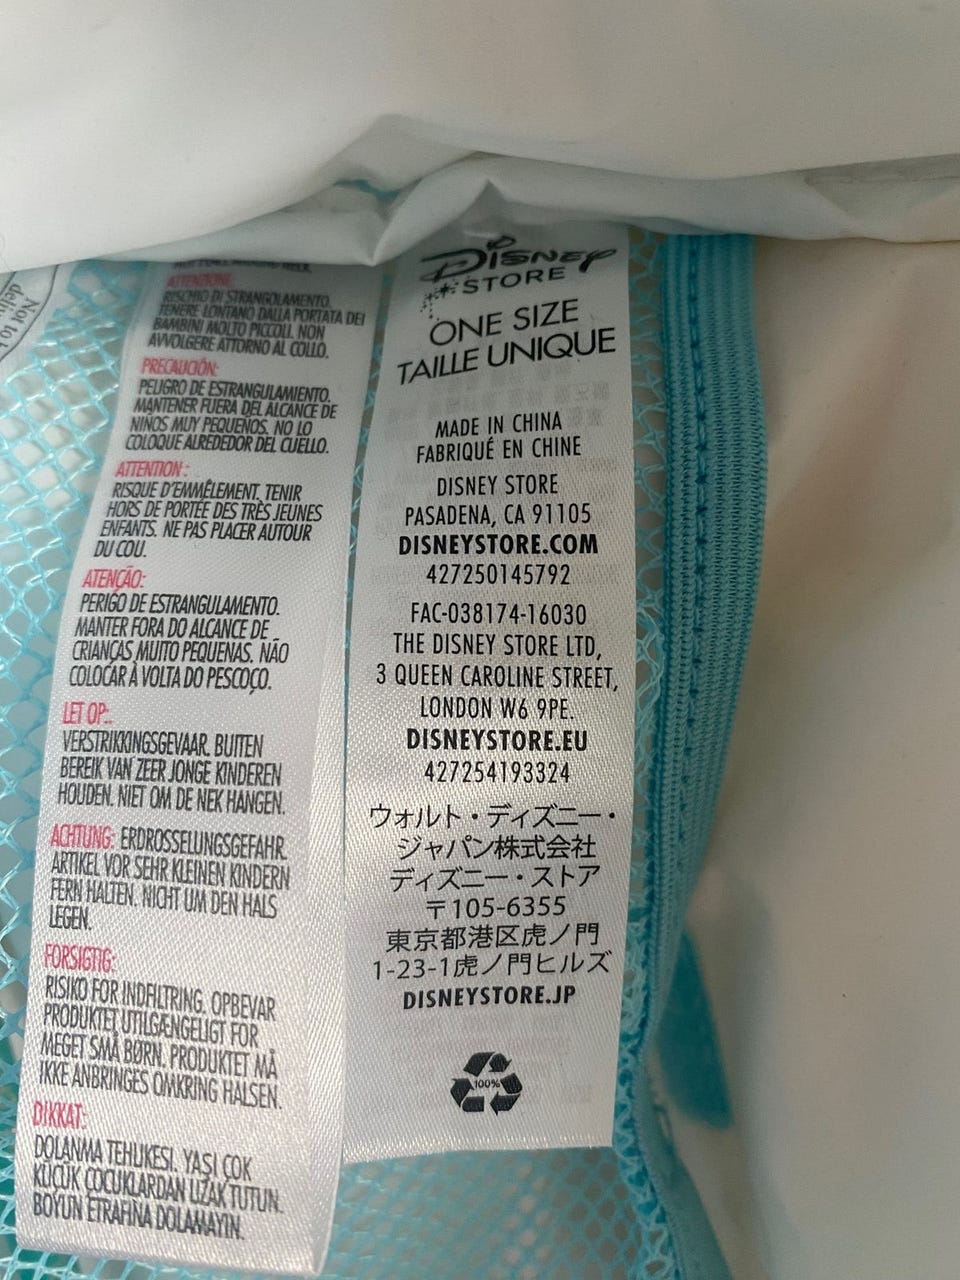 ATTENZIONE:
RISCHIO DI STRANGOLAMENTO.
TENERE LONTANO DALLA PORTATA DEI
BAMBINI MOLTO PICCOLI. NON
AVVOLGERE ATTORNO AL COLLO.
PRECAUCIÓN:
PELIGRO DE ESTRANGULAMIENTO.
MANTENER FUERA DEL ALCANCE DE
NIÑOS MUY PEQUEÑOS. NO LO
COLOQUE ALREDEDOR DEL CUELLO.
ATTENTION :
RISQUE D'EMMÊLEMENT. TENIR
HORS DE PORTÉE DES TRÈS JEUNES
ENFANTS. NE PAS PLACER AUTOUR
DU COU.
ATENÇÃO:
PERIGO DE ESTRANGULAMENTO.
MANTER FORA DO ALCANCE DE
CRIANÇAS MUITO PEQUENAS. NÃO
COLOCAR À VOLTA DO PESCOÇO.
LET OP:
VERSTRIKKINGSGEVAAR. BUITEN
BEREIK VAN ZEER JONGE KINDEREN
HOUDEN. NIET OM DE NEK HANGEN.
ACHTUNG: ERDROSSELUNGSGEFAHR.
ARTIKEL VOR SEHR KLEINEN KINDERN
FERN HALTEN. NICHT UM DEN HALS
LEGEN.
FORSIGTIG:
RISIKO FOR INDFILTRING. OPBEVAR
PRODUKTET UTILGÆNGELIGT FOR
MEGET SMÅ BØRN. PRODUKTET MÅ
IKKE ANBRINGES OMKRING HALSEN.
DIKKAT:
DOLANMA TEHLIKESI. YAŞI ÇOK
KÜÇÜK ÇOCUKLARDAN UZAK TUTUN.
BOYUN ETRAFINA DOLAMAYIN.
Disney
STORE
ONE SIZE
TAILLE UNIQUE
MADE IN CHINA
FABRIQUÉ EN CHINE
DISNEY STORE
PASADENA, CA 91105
DISNEYSTORE.COM
427250145792
FAC-038174-16030
THE DISNEY STORE LTD,
3 QUEEN CAROLINE STREET,
LONDON W6 9PE.
DISNEYSTORE.EU
427254193324
ウォルト・ディズニー・
ジャパン株式会社
ディズニー・ストア
〒105-6355
東京都港区虎ノ門
1-23-1虎ノ門ヒルズ
DISNEYSTORE.JP
100%
Not to